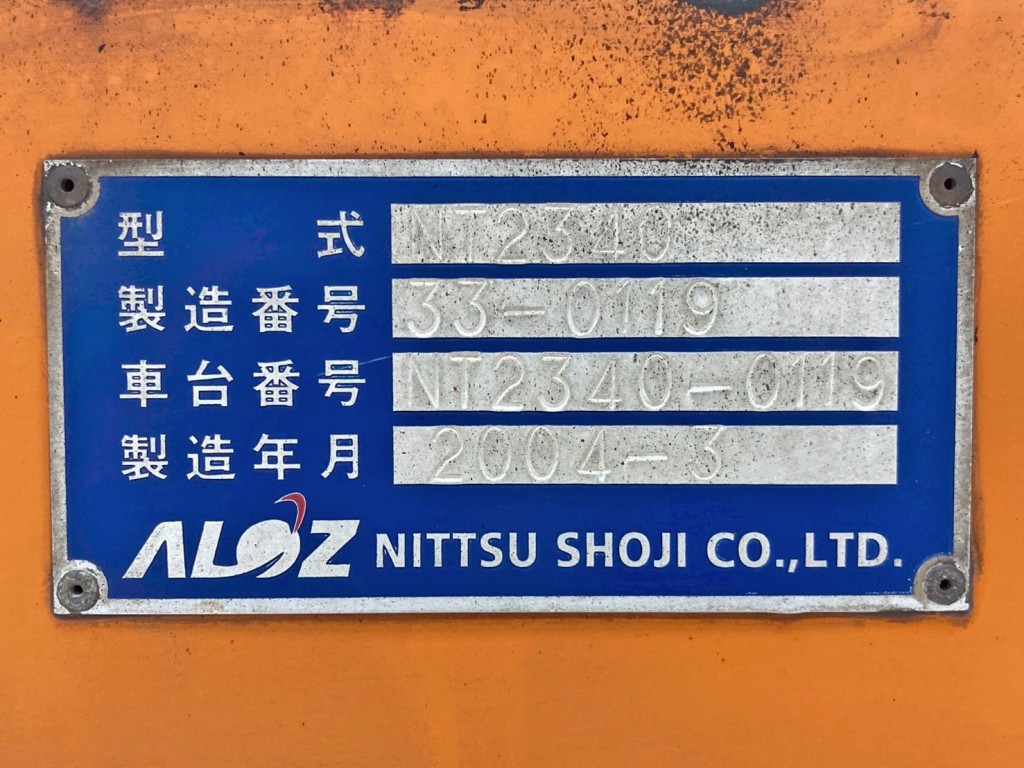 型式 NT2340
製造番号 33-0119
車台番号 NT2340-0119
製造年月 2004-3
ALO'Z NITTSU SHOJI CO.,LTD.